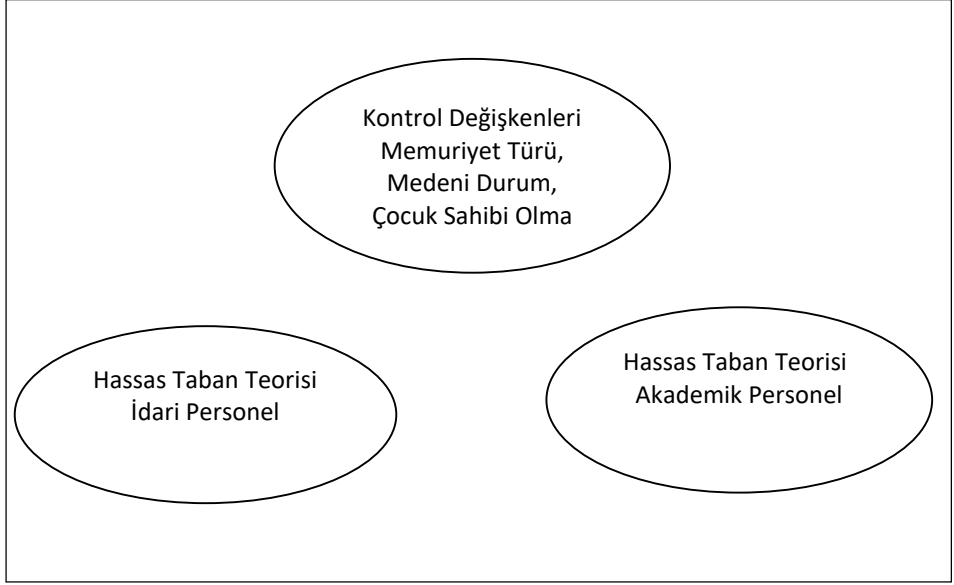 Kontrol Değişkenleri
Memuriyet Türü,
Medeni Durum,
Çocuk Sahibi Olma
Hassas Taban Teorisi
İdari Personel
Hassas Taban Teorisi
Akademik Personel